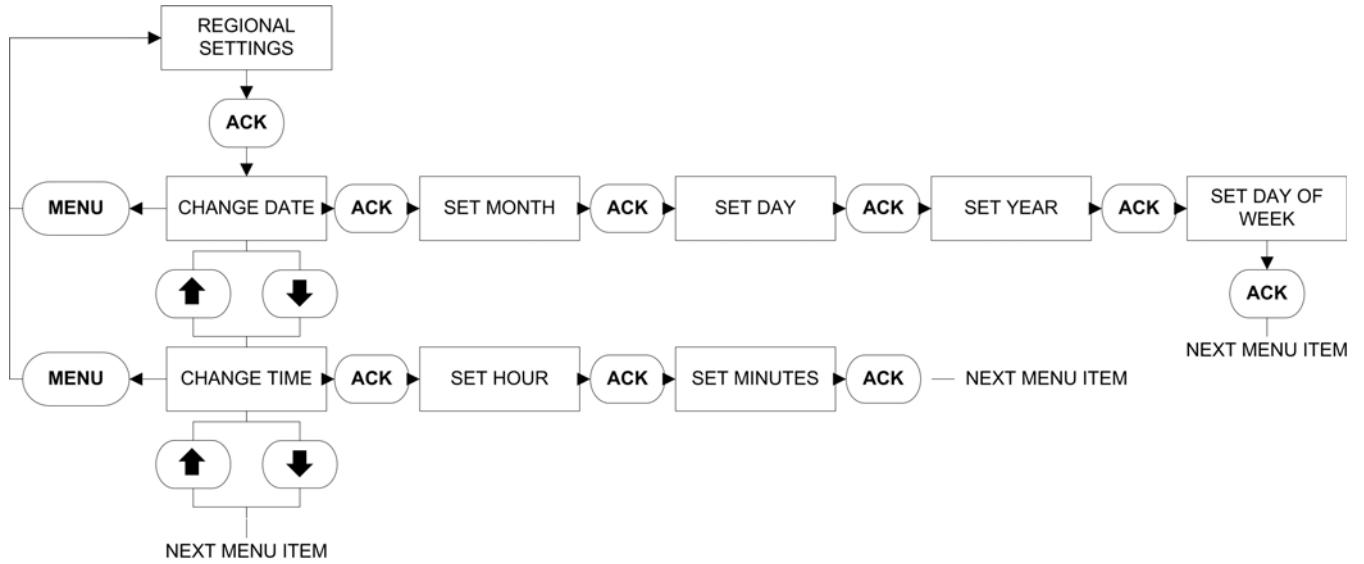 REGIONAL
SETTINGS
ACK
MENU
CHANGE DATE
ACK
SET MONTH
ACK
SET DAY
ACK
SET YEAR
ACK
SET DAY OF
WEEK
ACK
NEXT MENU ITEM
MENU
CHANGE TIME
ACK
SET HOUR
ACK
SET MINUTES
ACK
NEXT MENU ITEM
NEXT MENU ITEM